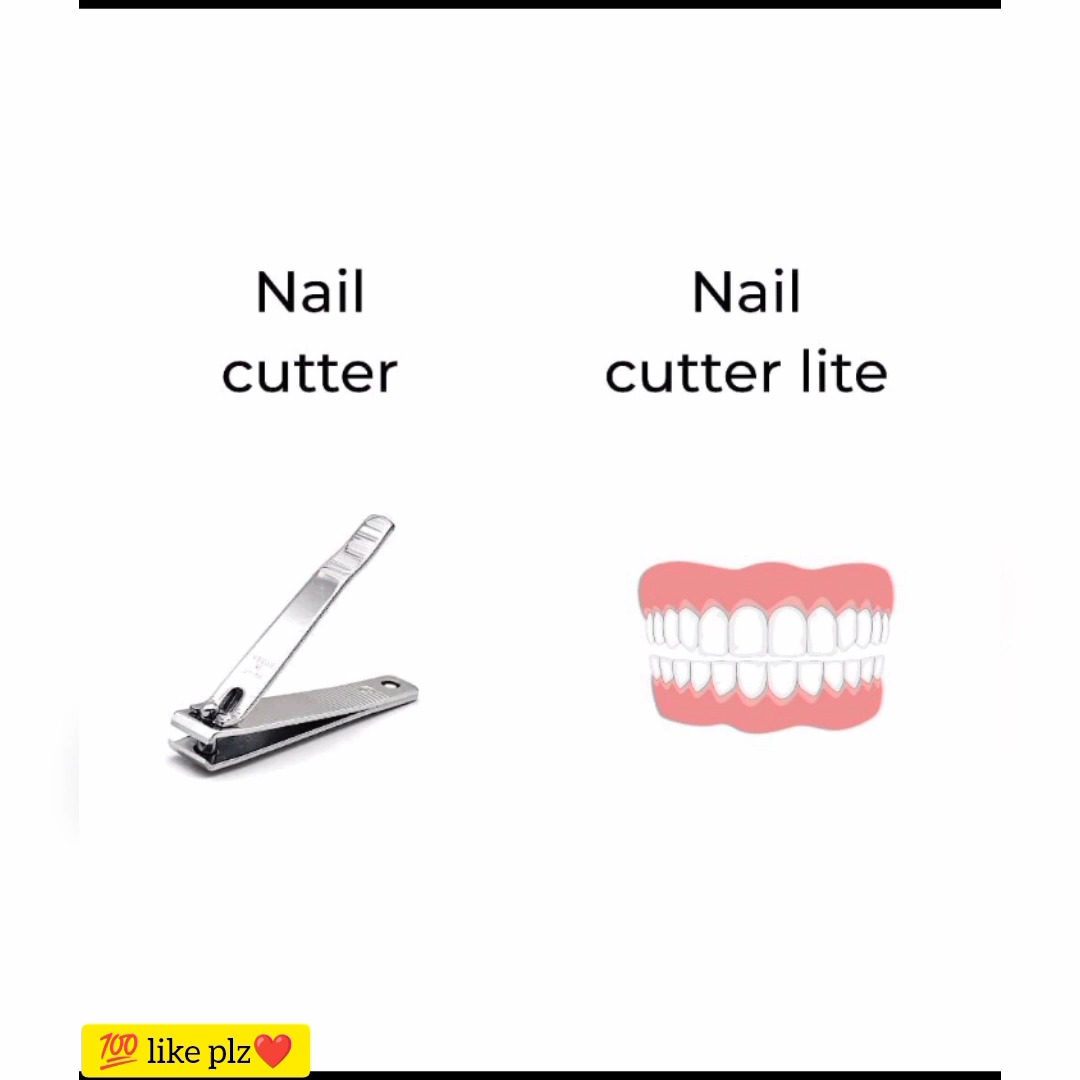 Nail
cutter
Nail
cutter lite
💯 like plz❤️